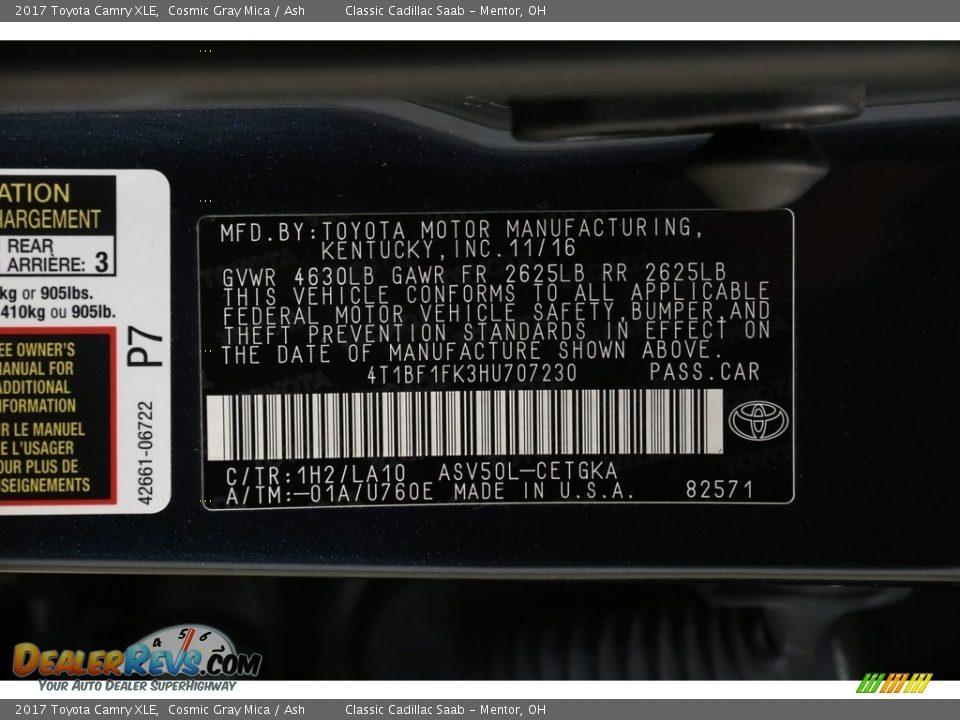 2017 Toyota Camry XLE, Cosmic Gray Mica / Ash Classic Cadillac Saab - Mentor, OH
ATION
HARGEMENT
REAR
ARRIÈRE: 3
kg or 905lbs.
410kg ou 905lb.
EE OWNER'S
MANUAL FOR
ADDITIONAL
NFORMATION
IR LE MANUEL
E L'USAGER
OUR PLUS DE
NSEIGNEMENTS
P7
42661-06722
MFD.BY:TOYOTA MOTOR MANUFACTURING,
KENTUCKY,INC.11/16
GVWR 4630LB GAWR FR 2625LB RR 2625LB
THIS VEHICLE CONFORMS TO ALL APPLICABLE
FEDERAL MOTOR VEHICLE SAFETY,BUMPER,AND
THEFT PREVENTION STANDARDS IN EFFECT ON
THE DATE OF MANUFACTURE SHOWN ABOVE.
4T1BF1FK3HU707230 PASS.CAR
C/TR:1H2/LA10 ASV50L-CETGKA
A/TM:-01A/U760E MADE IN U.S.A. 82571
4 5 6
DEALERREVS.COM
YOUR AUTO DEALER SUPERHIGHWAY
2017 Toyota Camry XLE, Cosmic Gray Mica / Ash Classic Cadillac Saab - Mentor, OH